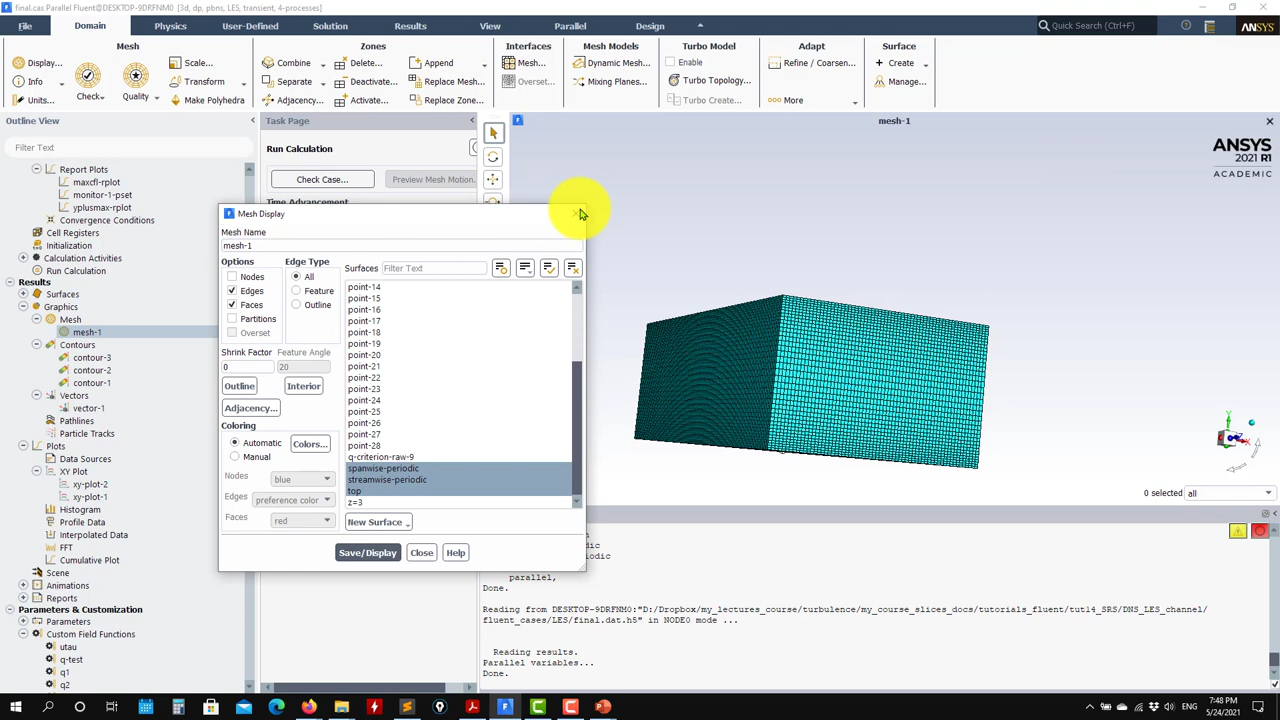 final.cas Parallel Fluent@DESKTOP-9DRFNM0 [3d, dp, pbns, LES, transient, 4-processes]
File Domain Physics User-Defined Solution Results View Parallel Design Quick Search (Ctrl+F) ANSYS
Mesh Zones Interfaces Mesh Models Turbo Model Adapt Surface
Display... Scale... Combine Delete... Append Mesh... Dynamic Mesh... Enable Refine / Coarsen... Create
Info Transform Separate Deactivate... Replace Mesh... Overset... Mixing Planes... Turbo Topology... Manage...
Units... Check Quality Make Polyhedra Adjacency... Activate... Replace Zone... Turbo Create... More
Outline View Task Page mesh-1
Filter Text
Run Calculation
Check Case... Preview Mesh Motion...
Time Advancement
ANSYS
2021 R1
ACADEMIC
Report Plots
maxcfl-rplot
monitor-1-pset
yplusmax-rplot
Convergence Conditions
Cell Registers
Initialization
Calculation Activities
Run Calculation
Results
Surfaces
Graphics
Mesh
mesh-1
Contours
contour-3
contour-2
contour-1
Vectors
vector-1
Pathlines
Particle Tracks
Plots
Data Sources
XY Plot
xy-plot-2
xy-plot-1
Histogram
Profile Data
Interpolated Data
FFT
Cumulative Plot
Scene
Animations
Reports
Parameters & Customization
Parameters
Custom Field Functions
utau
q-test
q1
q2
Mesh Display
Mesh Name
mesh-1
Options Edge Type Surfaces Filter Text
Nodes All
Edges Feature
Faces Outline
Partitions
Overset
Shrink Factor Feature Angle
0 20
Outline Interior
Adjacency...
Coloring
Automatic Colors...
Manual
Nodes blue
Edges preference color
Faces red
point-14
point-15
point-16
point-17
point-18
point-19
point-20
point-21
point-22
point-23
point-24
point-25
point-26
point-27
point-28
q-criterion-raw-9
spanwise-periodic
streamwise-periodic
top
z=3
New Surface
Save/Display Close Help
Y
X
0 selected all
odic
iodic
parallel,
Done.
Reading from DESKTOP-9DRFNM0:"D:/Dropbox/my_lectures_course/turbulence/my_course_slices_docs/tutorials_fluent/tut14_SRS/DNS_LES_channel/
fluent_cases/LES/final.dat.h5" in NODE0 mode ...
Reading results.
Parallel variables...
Done.
ENG
7:48 PM
5/24/2021